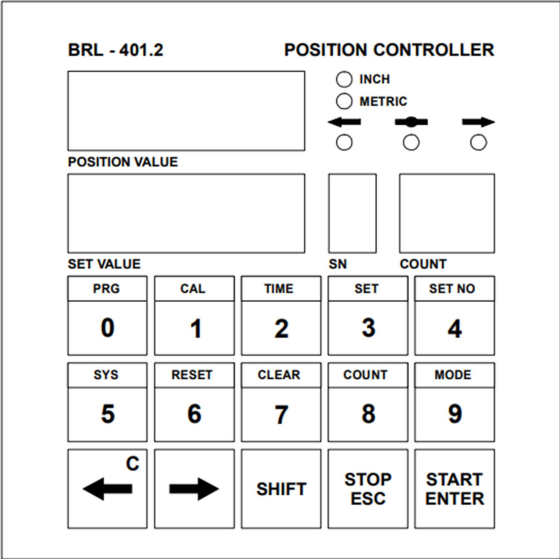 BRL - 401.2 POSITION CONTROLLER
INCH
METRIC
POSITION VALUE
SET VALUE SN COUNT
PRG CAL TIME SET SET NO
0 1 2 3 4
SYS RESET CLEAR COUNT MODE
5 6 7 8 9
C
SHIFT
STOP
ESC
START
ENTER